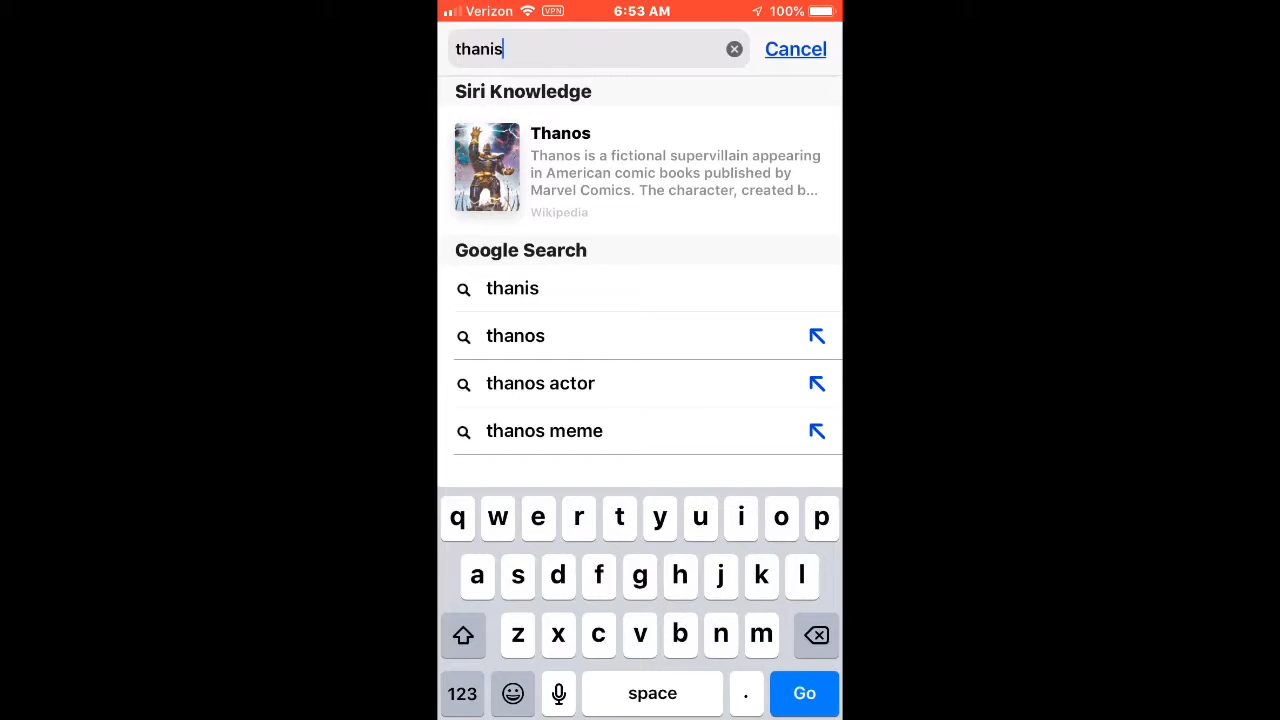 Verizon VPN 6:53 AM 100%
thanis Cancel
Siri Knowledge
Thanos
Thanos is a fictional supervillain appearing
in American comic books published by
Marvel Comics. The character, created b...
Wikipedia
Google Search
thanis
thanos
thanos actor
thanos meme
q w e r t y u i o p
a s d f g h j k l
z x c v b n m
123 space . Go